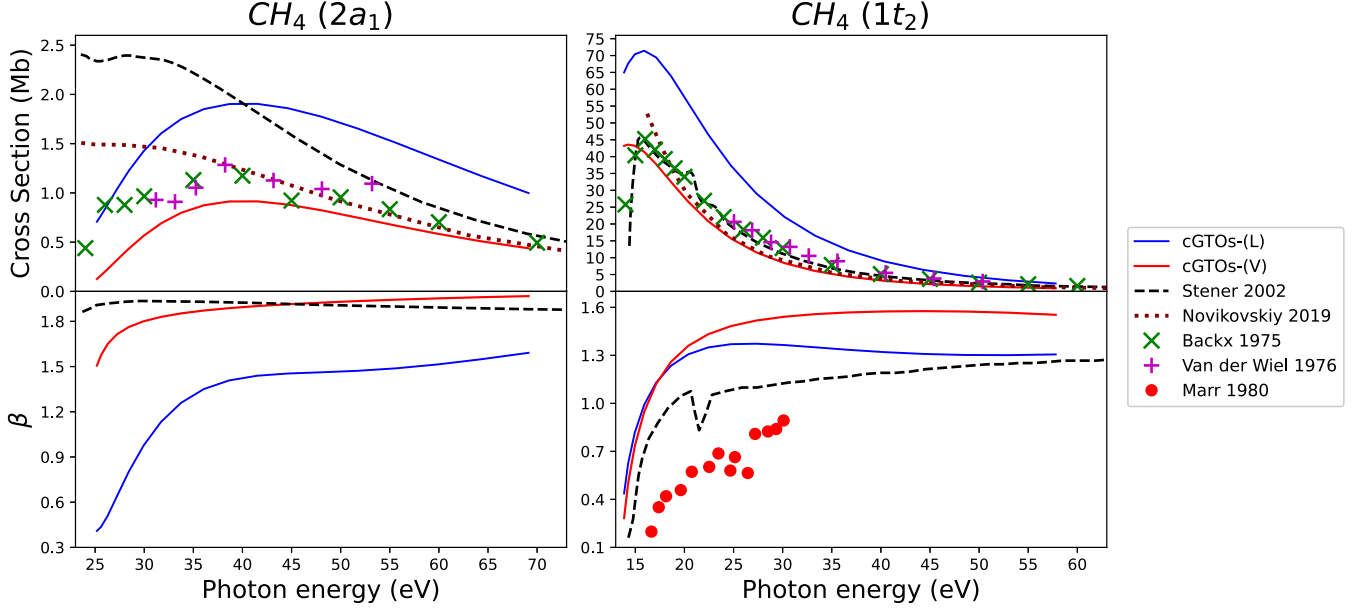 CH4 (2a1)
CH4 (1t2)
Cross Section (Mb)
2.5
2.0
1.5
1.0
0.5
0.0
75
70
65
60
55
50
45
40
35
30
25
20
15
10
5
0
β
1.8
1.5
1.2
0.9
0.6
0.3
1.6
1.3
1.0
0.7
0.4
0.1
25 30 35 40 45 50 55 60 65 70
15 20 25 30 35 40 45 50 55 60
Photon energy (eV)
Photon energy (eV)
cGTOs-(L)
cGTOs-(V)
Stener 2002
Novikovskiy 2019
Backx 1975
Van der Wiel 1976
Marr 1980